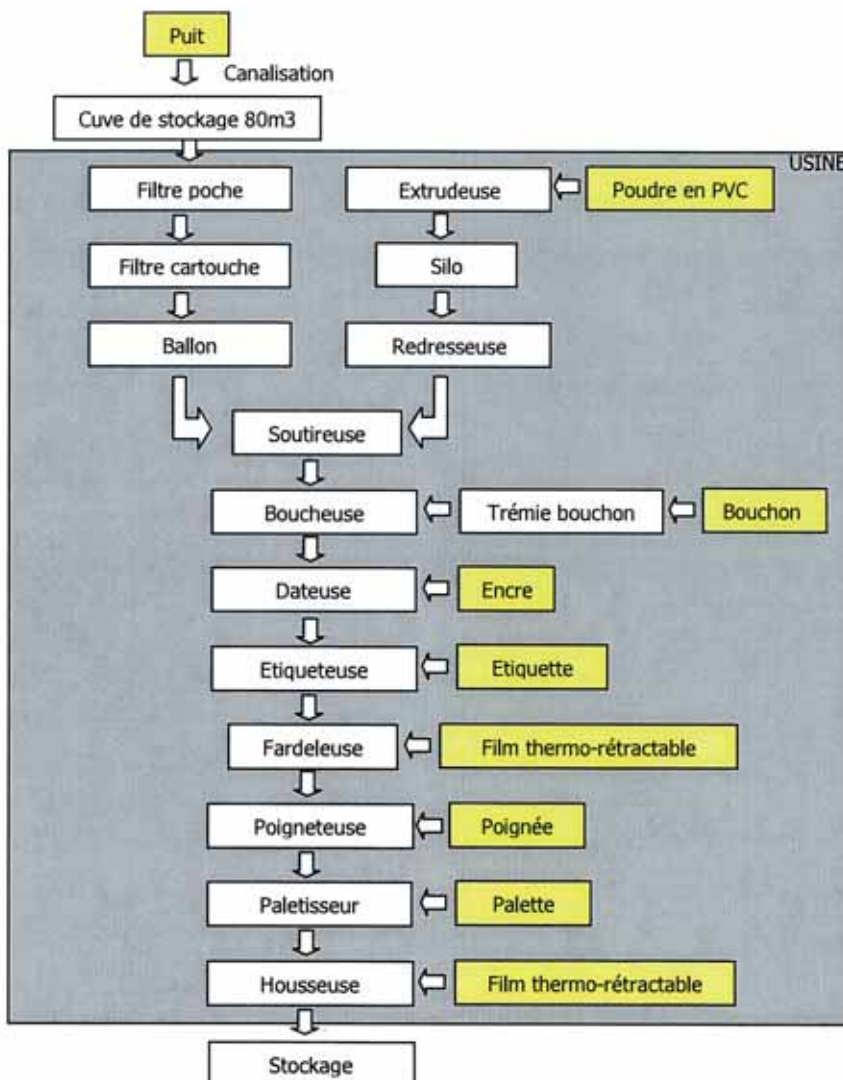 Puit
Canalisation
Cuve de stockage 80m3
USINE
Filtre poche
Extrudeuse
Poudre en PVC
Filtre cartouche
Silo
Ballon
Redresseuse
Soutireuse
Boucheuse
Trémie bouchon
Bouchon
Dateuse
Encre
Etiqueteuse
Etiquette
Fardeleuse
Film thermo-rétractable
Poigneteuse
Poignée
Paletisseur
Palette
Housseuse
Film thermo-rétractable
Stockage